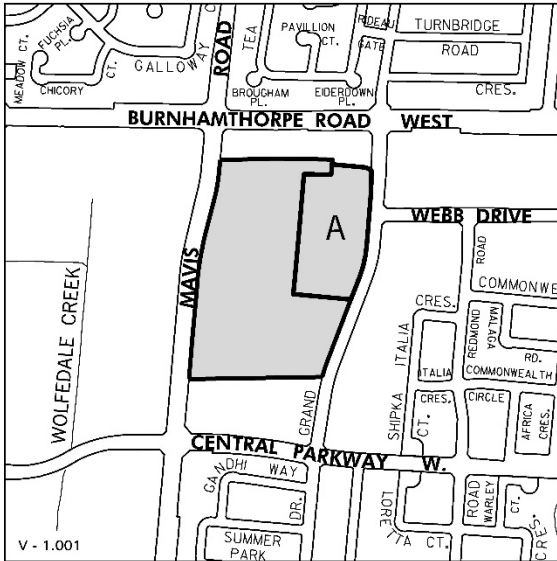 MEADOW CT.
FUCHSIA
PL.
CHICORY
CT.
GALLOWAY
ROAD
TEA
PAVILLION
CT.
RIDEAU
GATE
TURNBRIDGE
ROAD
CRES.
BROUGHAM
PL.
EIDERDOWN
PL.
BURNHAMTHORPE ROAD WEST
A
WEBB DRIVE
MAVIS
WOLFEDALE CREEK
ROAD
COMMONWE
CRES.
ITALIA
SHIPKA
REDMOND
MALAGA
RD.
ITALIA
COMMONWEALTH
CRES.
CIRCLE
CT.
AFRICA
CRES.
GRAND
CENTRAL PARKWAY W.
GANDHI WAY
DR.
SUMMER
PARK
LORETTA CT.
ROAD
WARLEY
CT.
CRES.
V - 1.001